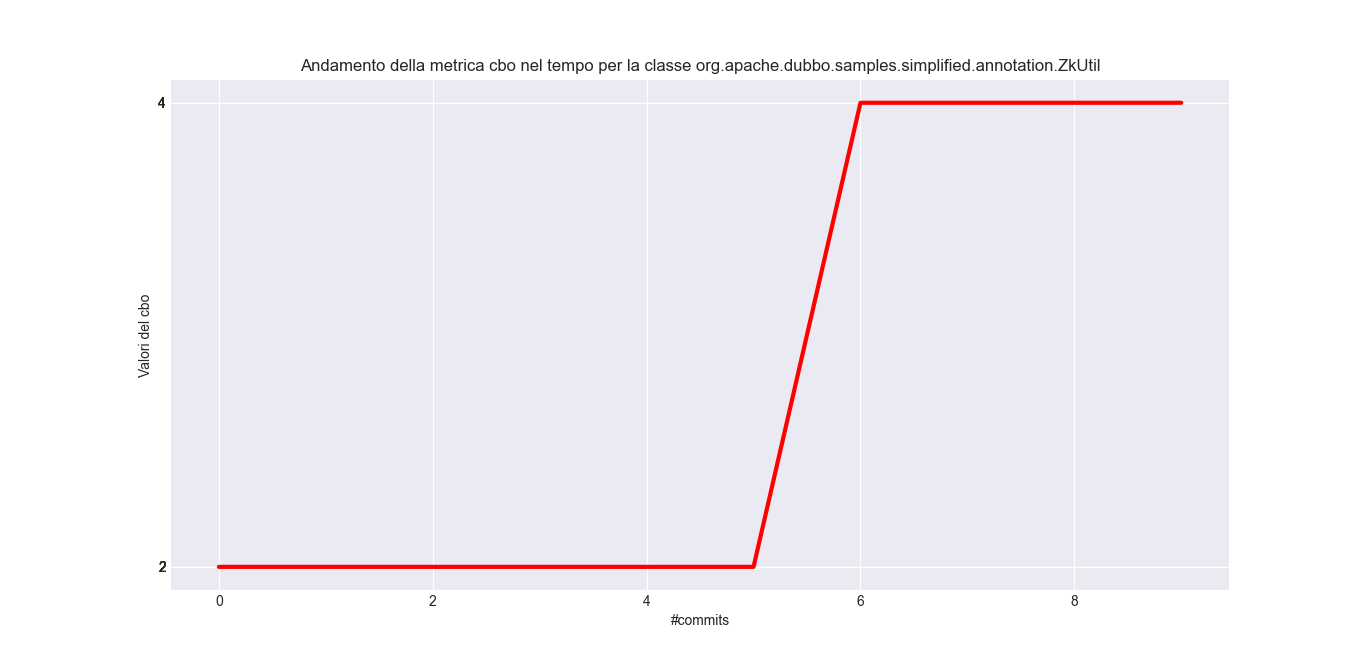 Andamento della metrica cbo nel tempo per la classe org.apache.dubbo.samples.simplified.annotation.ZkUtil
4
Valori del cbo
2
0 2 4 6 8
#commits